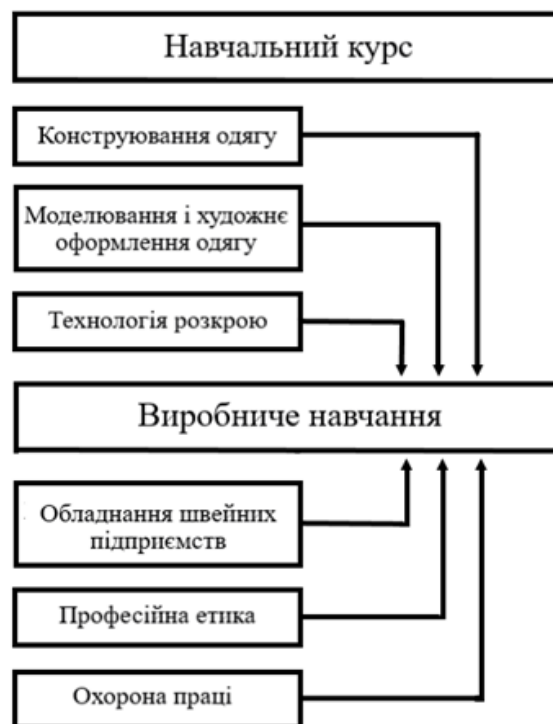 Навчальний курс
Конструювання одягу
Моделювання і художнє
оформлення одягу
Технологія розкрою
Виробниче навчання
Обладнання швейних
підприємств
Професійна етика
Охорона праці